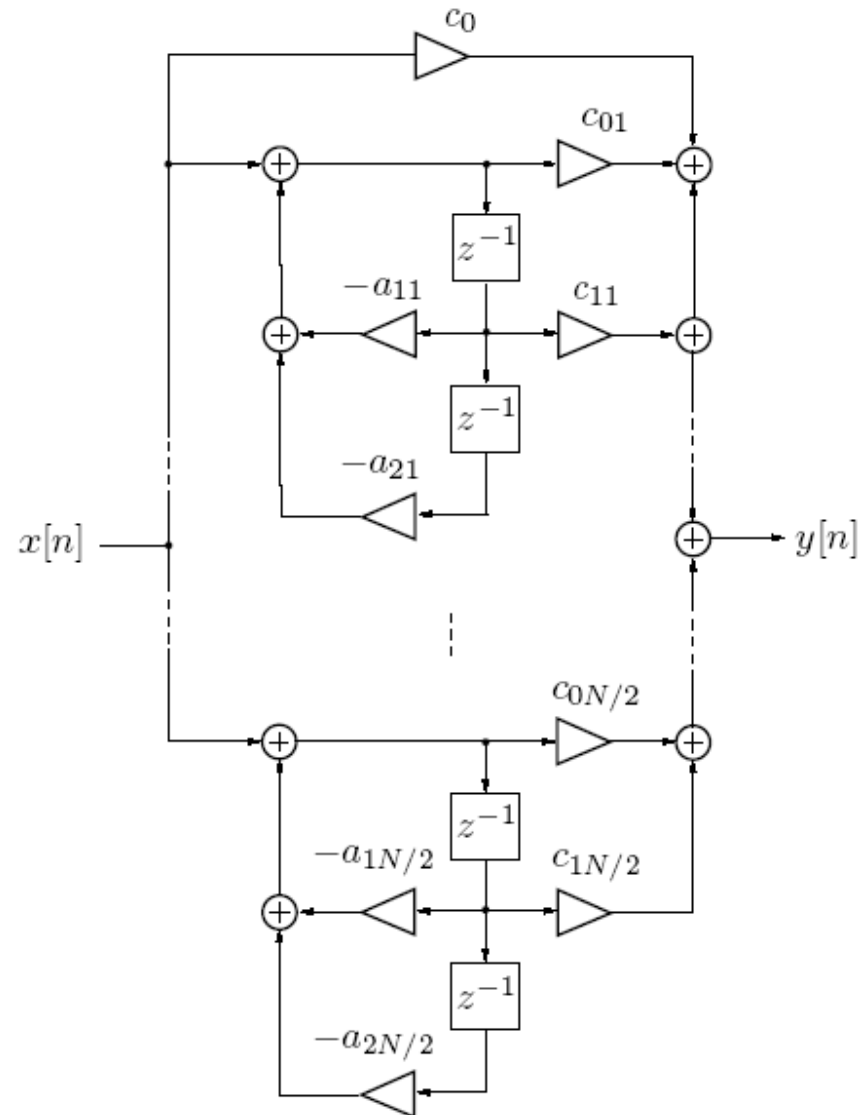 c₀
c₀₁
z⁻¹
−a₁₁
c₁₁
z⁻¹
−a₂₁
x[n]
y[n]
c₀N/₂
z⁻¹
−a₁N/₂
c₁N/₂
z⁻¹
−a₂N/₂